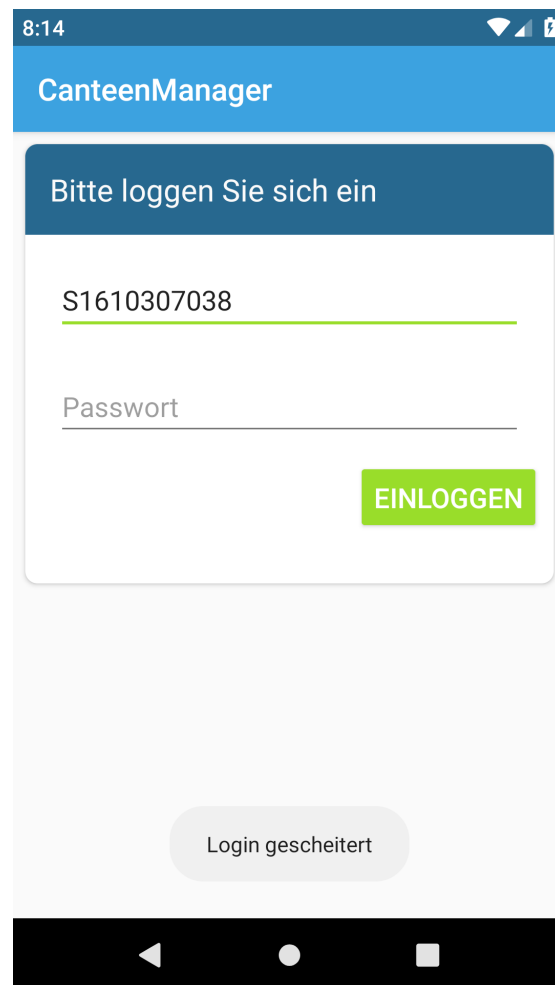 8:14
CanteenManager
Bitte loggen Sie sich ein
S1610307038
Passwort
EINLOGGEN
Login gescheitert